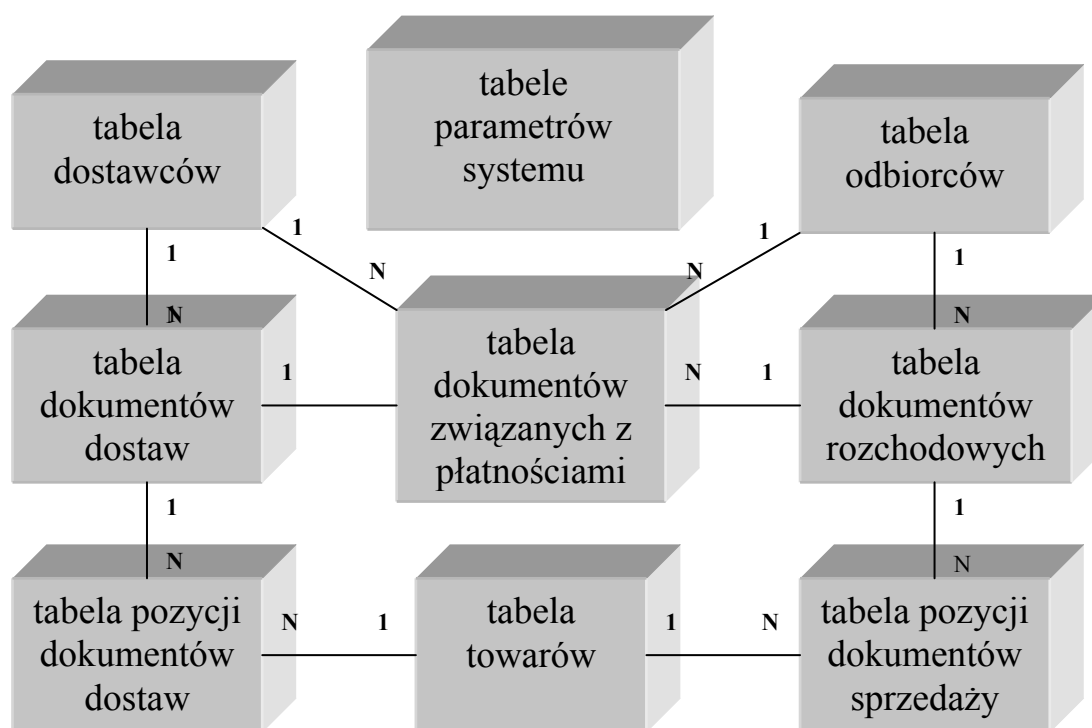 tabela
dostawców
tabele
parametrów
systemu
tabela
odbiorców
1
1
N
N
1
1
1
N
N
tabela
dokumentów
dostaw
1
tabela
dokumentów
związanych z
płatnościami
N
1
tabela
dokumentów
rozchodowych
1
N
1
N
tabela pozycji
dokumentów
dostaw
N
1
tabela
towarów
1
N
tabela pozycji
dokumentów
sprzedaży